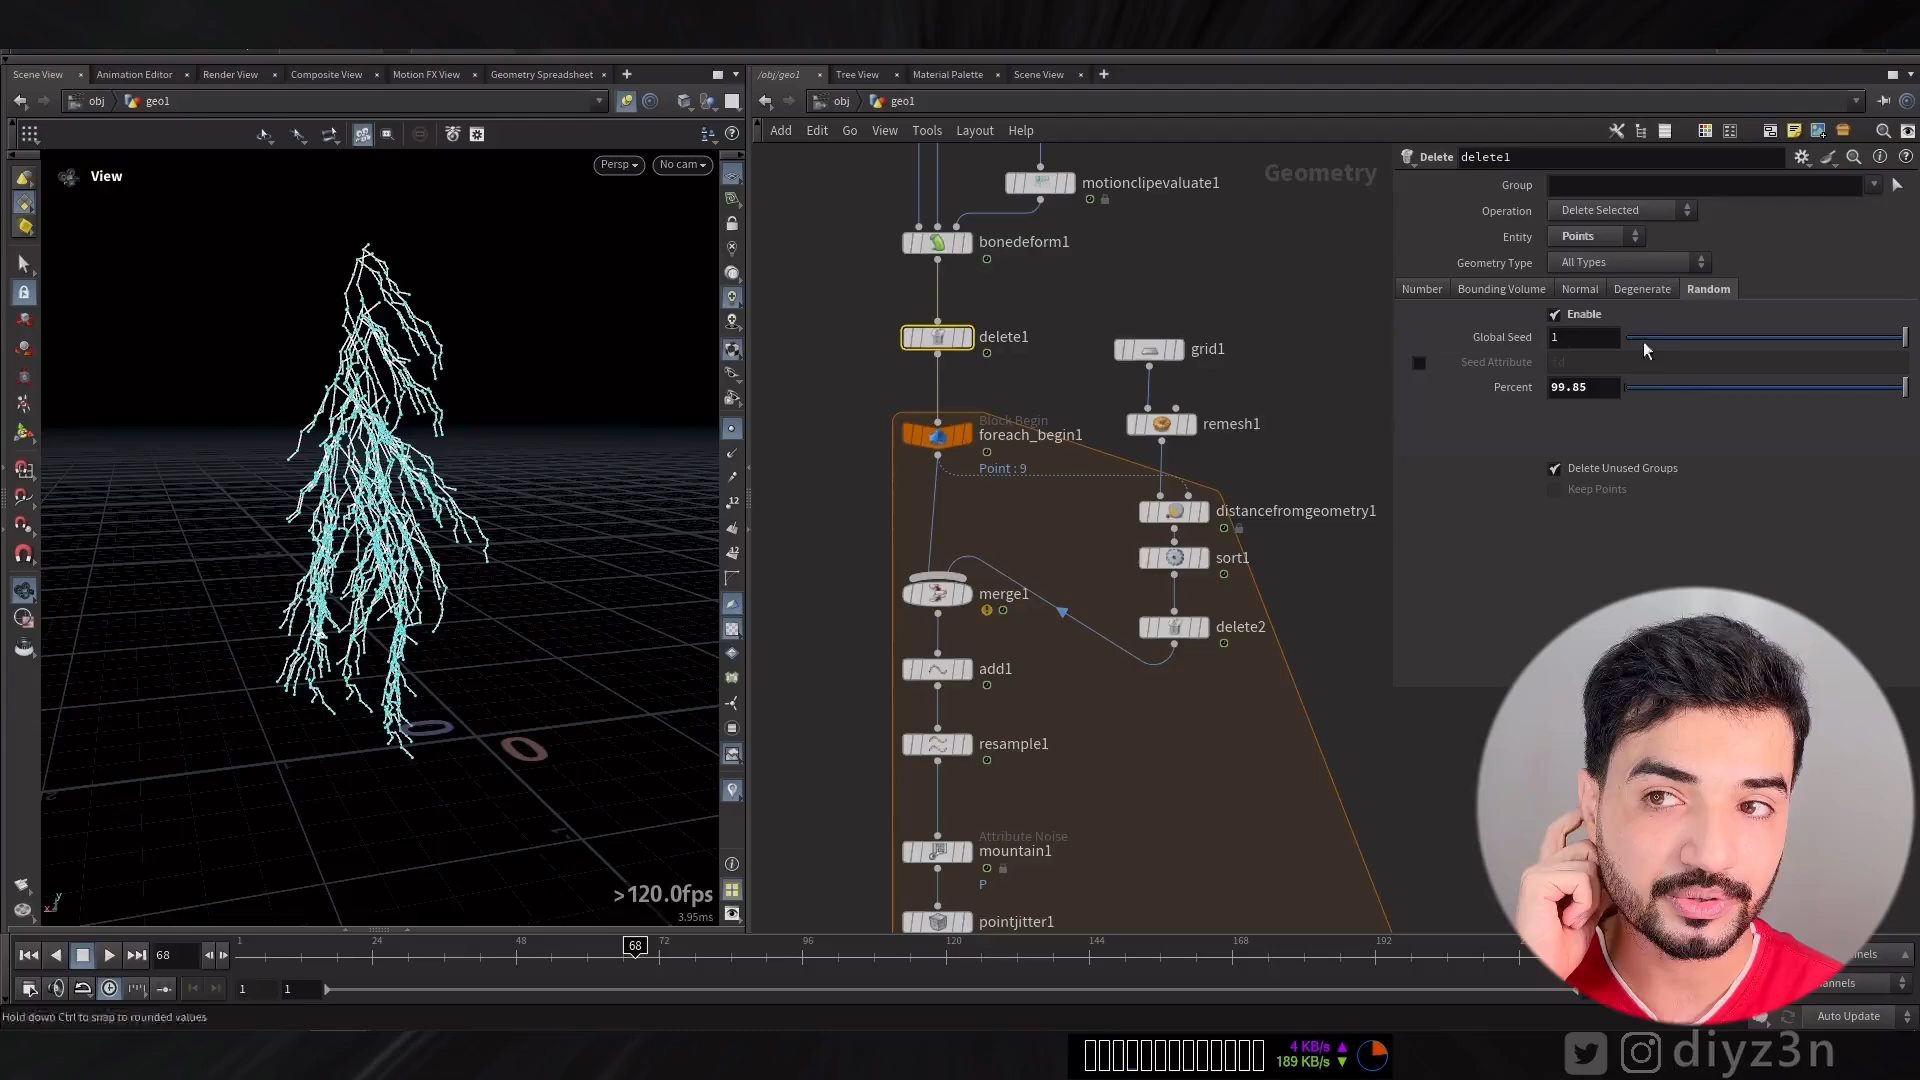 Scene View
Animation Editor
Render View
Composite View
Motion FX View
Geometry Spreadsheet
/obj/geo1
Tree View
Material Palette
Scene View
obj
geo1
obj
geo1
Add
Edit
Go
View
Tools
Layout
Help
View
Persp
No cam
Geometry
motionclipevaluate1
bonedeform1
delete1
grid1
Block Begin
foreach_begin1
Point : 9
remesh1
distancefromgeometry1
sort1
merge1
delete2
add1
resample1
Attribute Noise
mountain1
P
pointjitter1
Delete
delete1
Group
Operation
Delete Selected
Entity
Points
Geometry Type
All Types
Number
Bounding Volume
Normal
Degenerate
Random
Enable
Global Seed
1
Seed Attribute
id
Percent
99.85
Delete Unused Groups
Keep Points
>120.0fps
3.95ms
68
1
24
48
68
72
96
120
144
168
192
1
1
Hold down Ctrl to snap to rounded values
Auto Update
4 KB/s
189 KB/s
diyz3n